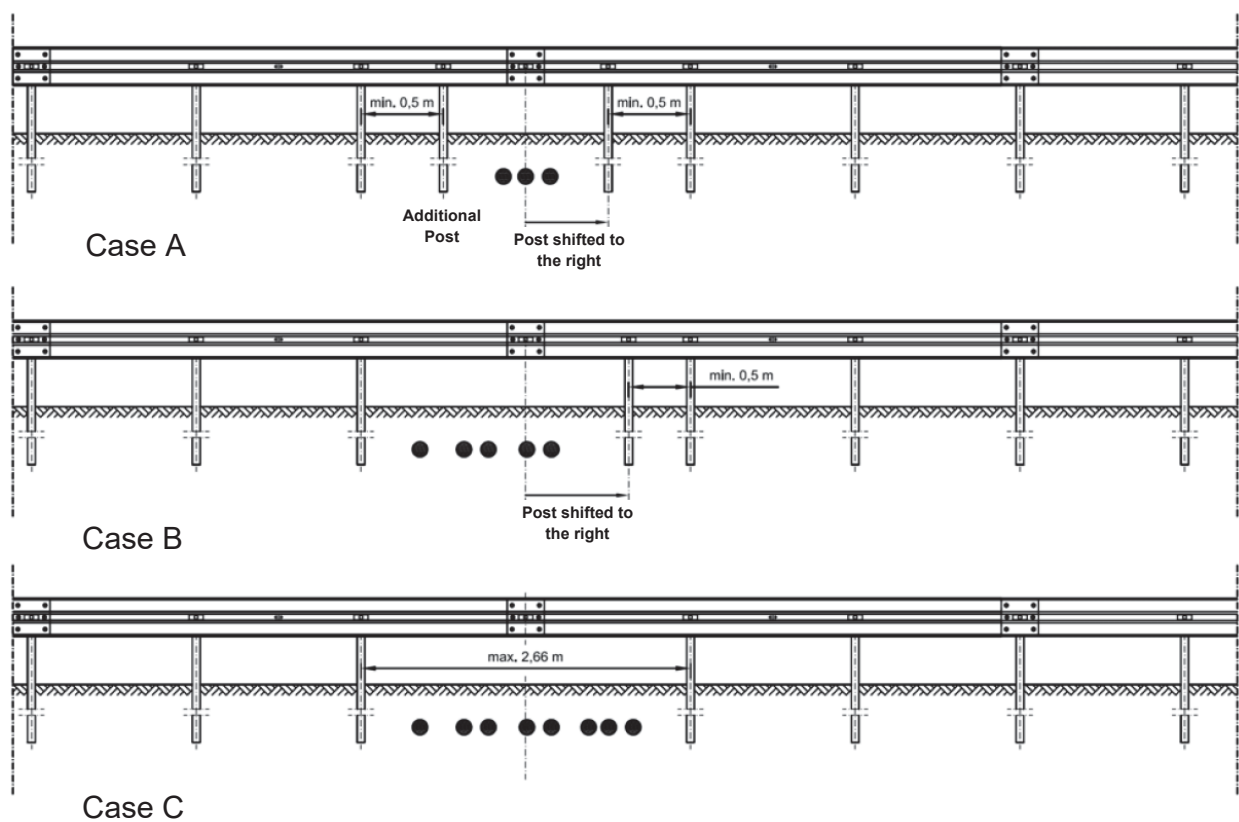 min. 0,5 m
min. 0,5 m
Additional
Post
Post shifted to
the right
Case A
min. 0,5 m
Post shifted to
the right
Case B
max. 2,66 m
Case C